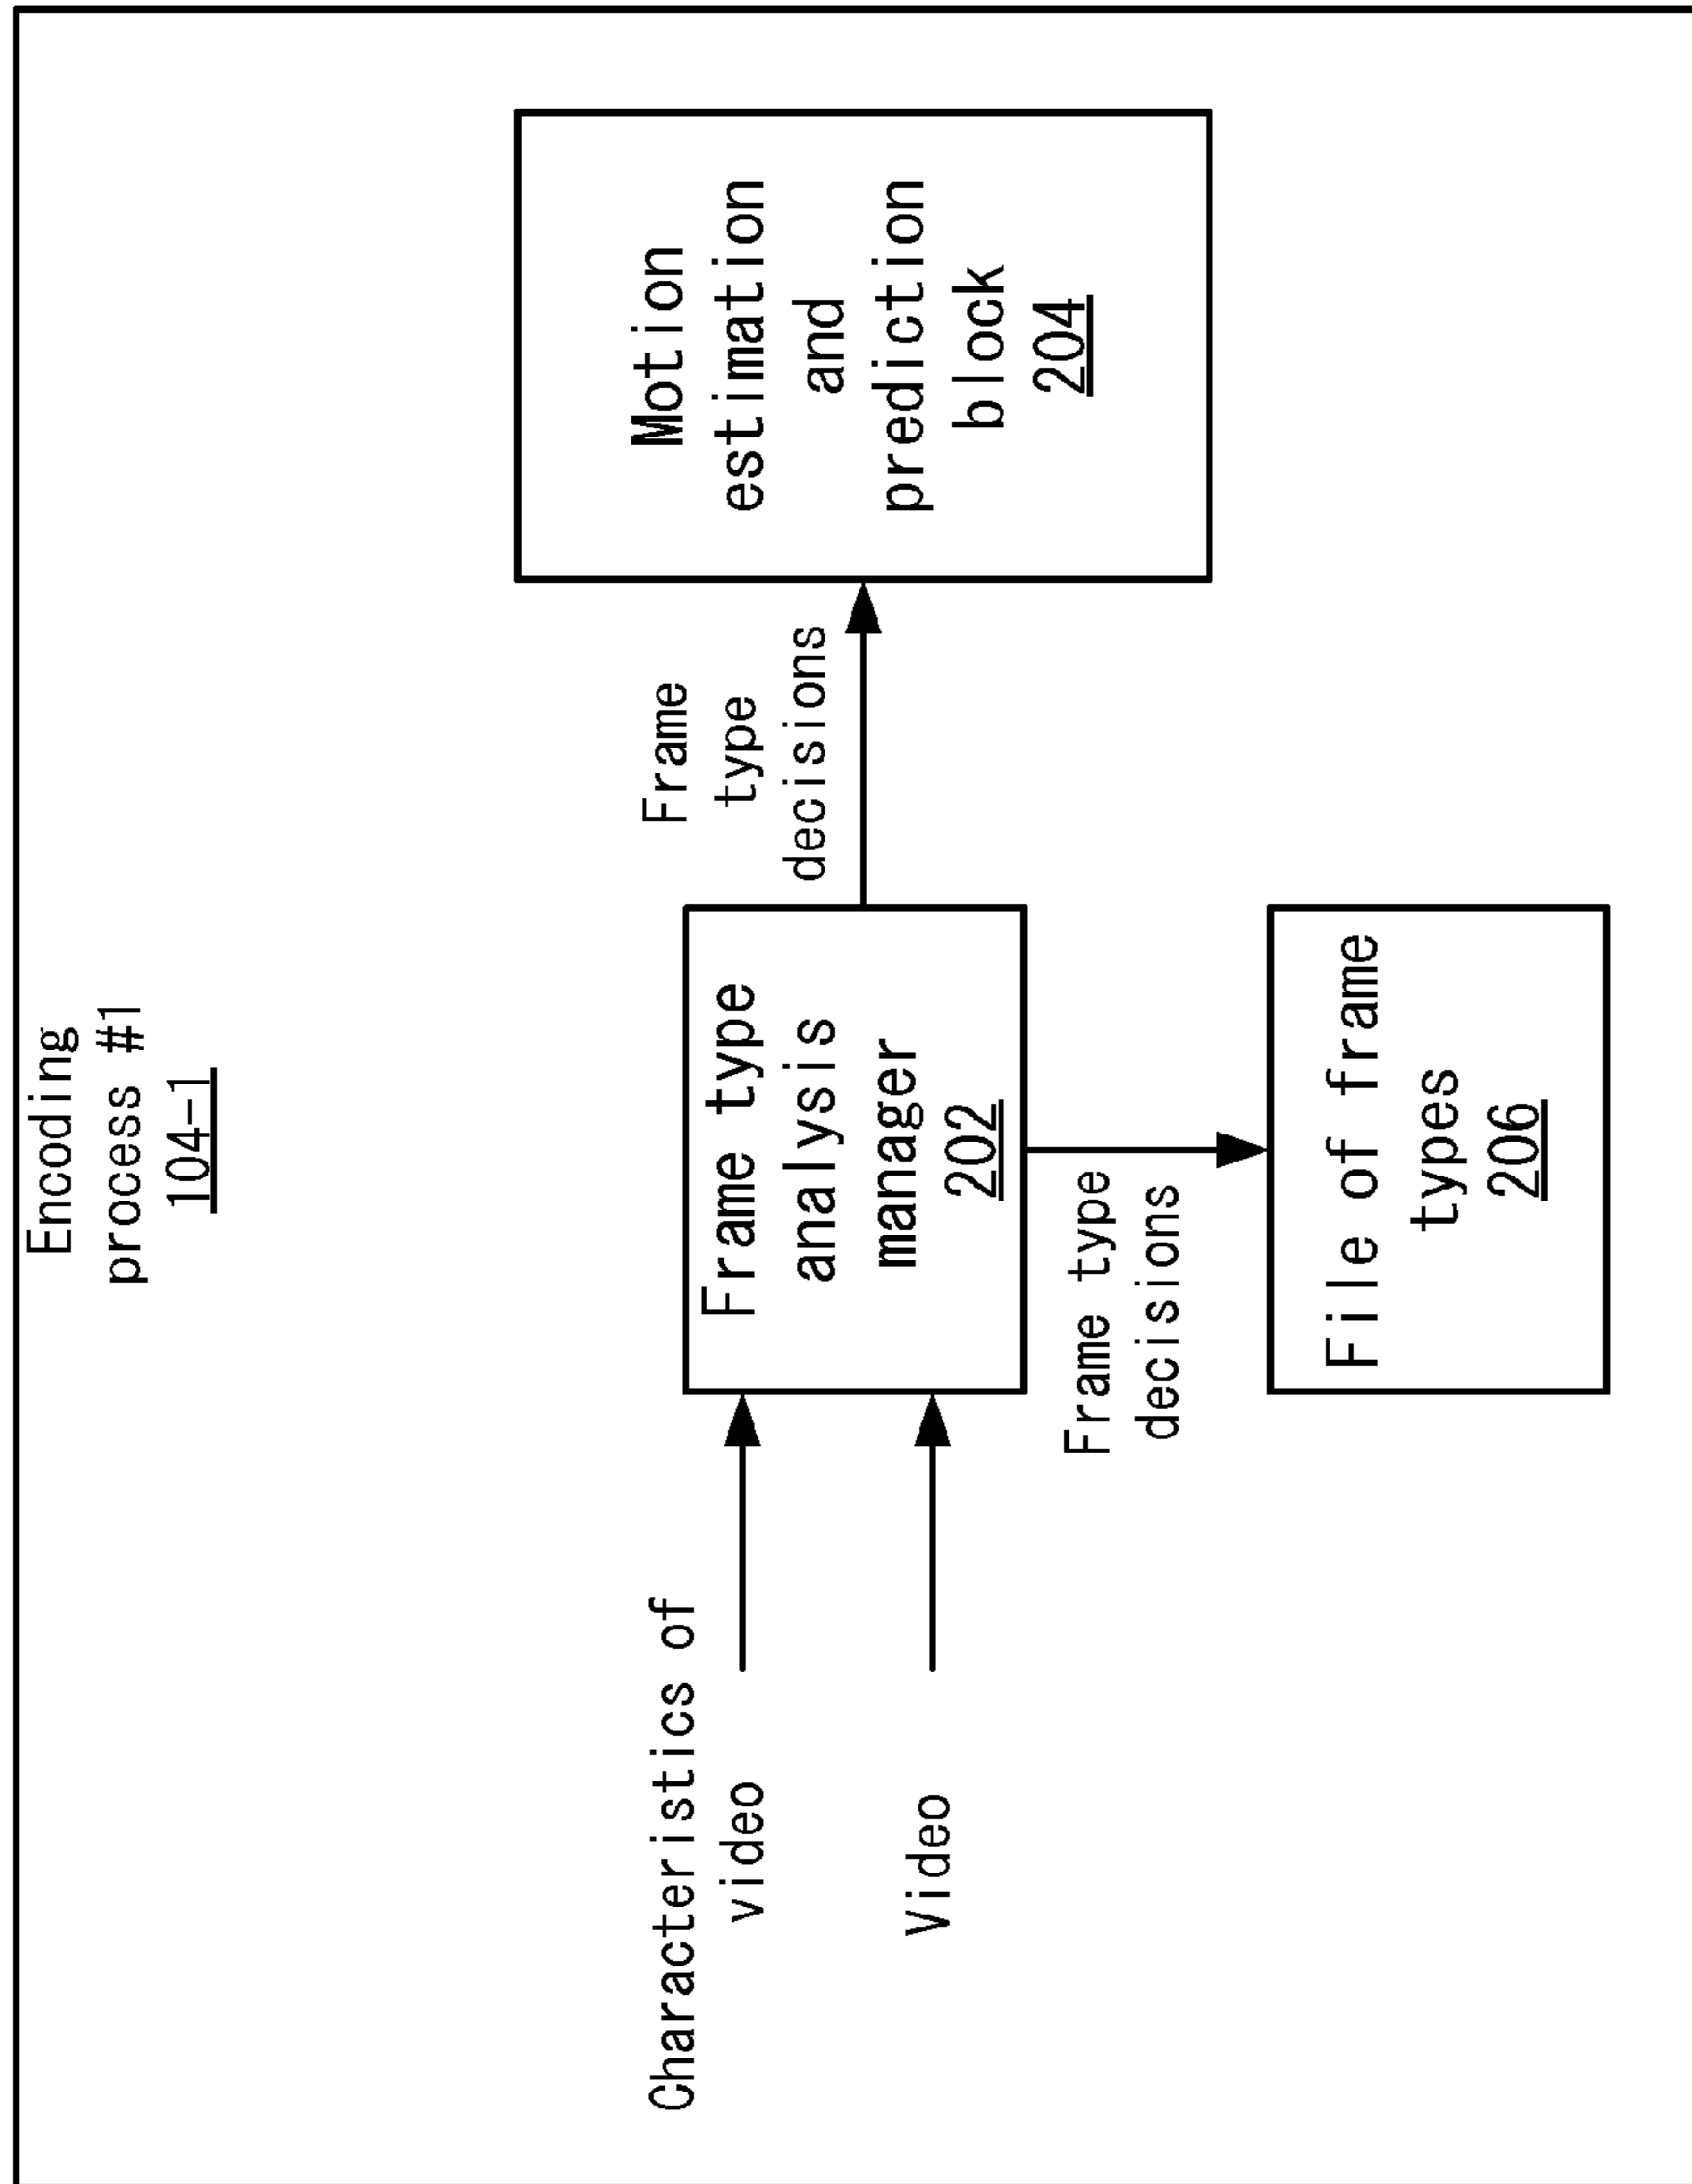 Encoding
process #1
104-1
Characteristics of
video
Video
Frame type
analysis
manager
202
Frame
type
decisions
Motion
estimation
and
prediction
block
204
Frame type
decisions
File of frame
types
206